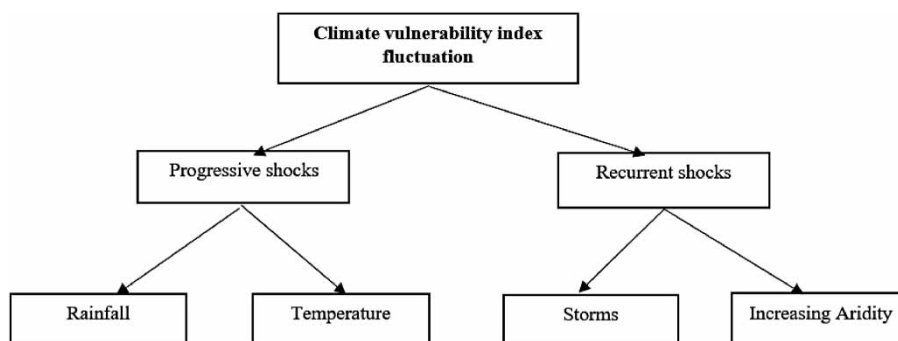 Climate vulnerability index
fluctuation
Progressive shocks
Recurrent shocks
Rainfall
Temperature
Storms
Increasing Aridity